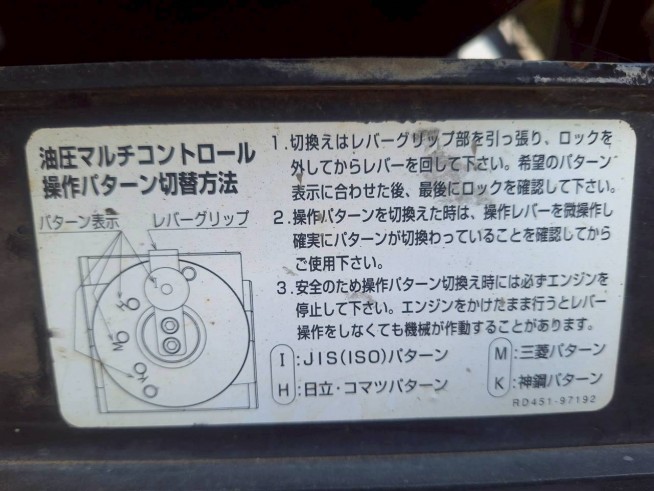 油圧マルチコントロール
操作パターン切替方法
パターン表示
レバーグリップ
I
K
M
H
1.切換えはレバーグリップ部を引っ張り、ロックを
外してからレバーを回して下さい。希望のパターン
表示に合わせた後、最後にロックを確認して下さい。
2.操作パターンを切換えた時は、操作レバーを微操作し
確実にパターンが切換わっていることを確認してから
ご使用下さい。
3.安全のため操作パターン切換え時には必ずエンジンを
停止して下さい。エンジンをかけたまま行うとレバー
操作をしなくても機械が作動することがあります。
I:JIS(ISO)パターン
M:三菱パターン
H:日立・コマツパターン
K:神鋼パターン
RD451-97192